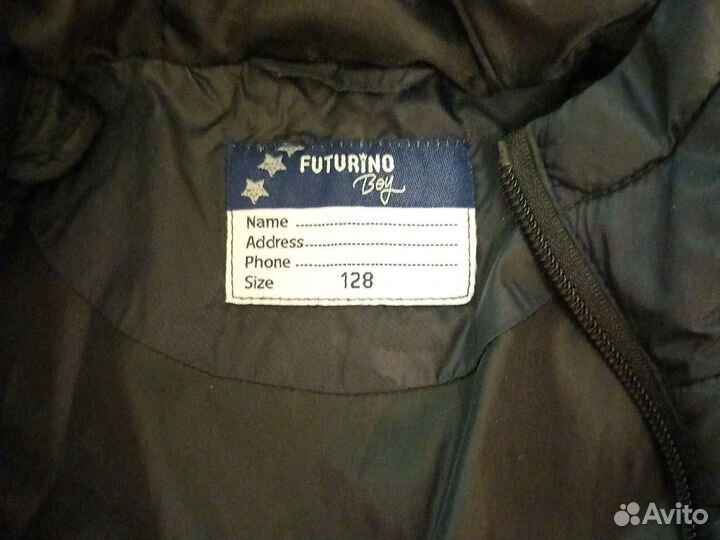 FUTURINO
Boy
Name
Address
Phone
Size 128
Avito